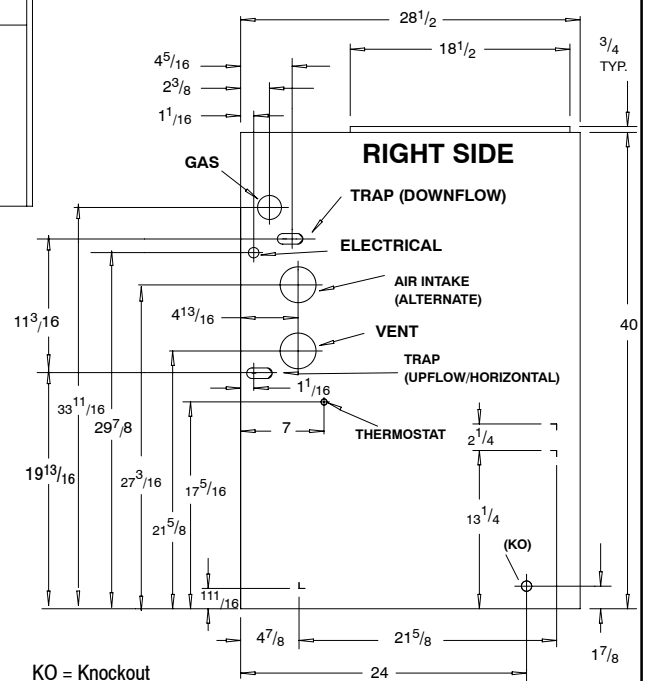 28 1/2
18 1/2
3/4
TYP.
4 5/16
2 3/8
1 1/16
RIGHT SIDE
GAS
TRAP (DOWNFLOW)
ELECTRICAL
AIR INTAKE
(ALTERNATE)
4 13/16
VENT
11 3/16
40
TRAP
(UPFLOW/HORIZONTAL)
1 1/16
33 11/16
29 7/8
7
THERMOSTAT
2 1/4
19 13/16
27 3/16
17 5/16
21 5/8
13 1/4
(KO)
111/16
4 7/8
21 5/8
1 7/8
24
KO = Knockout